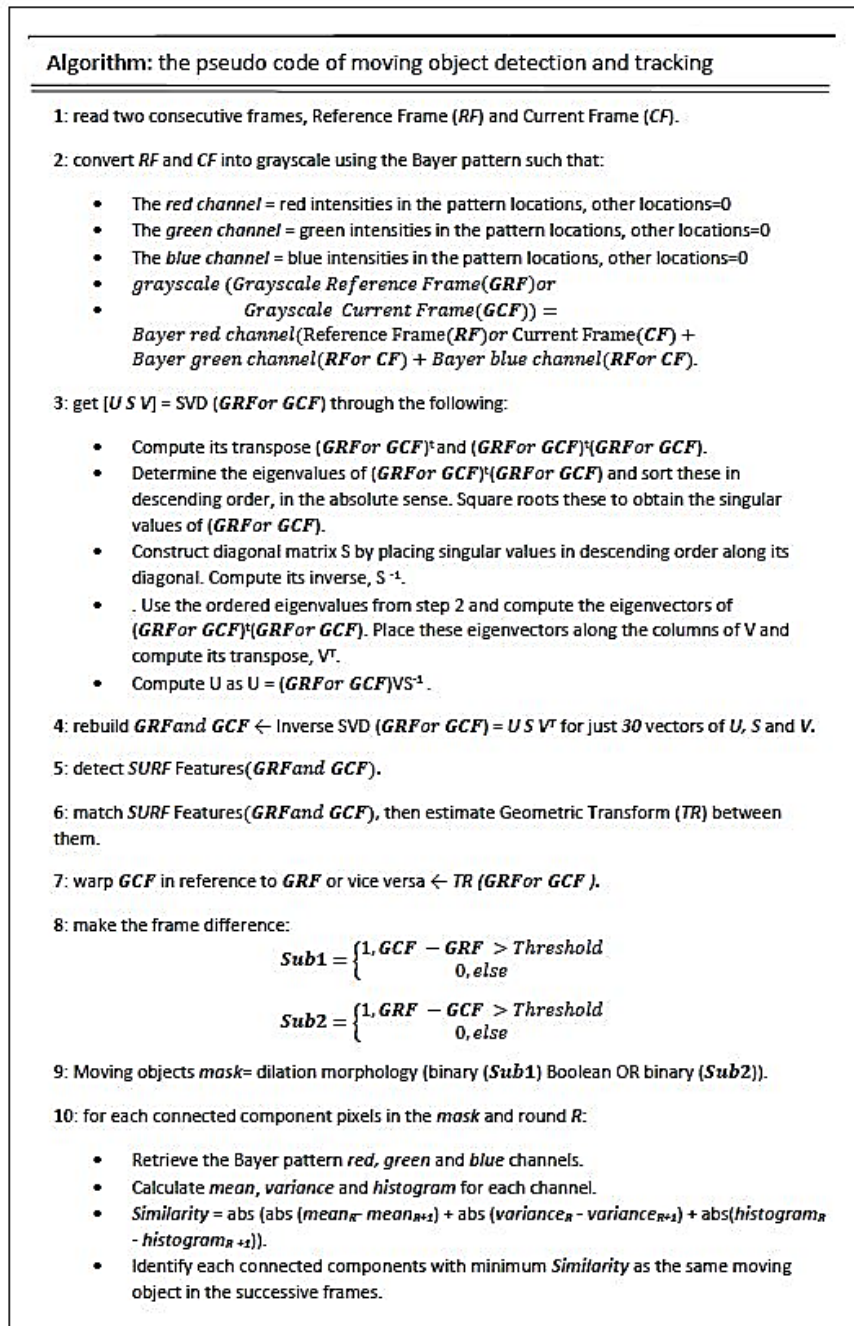 Algorithm: the pseudo code of moving object detection and tracking
1: read two consecutive frames, Reference Frame (RF) and Current Frame (CF).
2: convert RF and CF into grayscale using the Bayer pattern such that:
• The red channel = red intensities in the pattern locations, other locations=0
• The green channel = green intensities in the pattern locations, other locations=0
• The blue channel = blue intensities in the pattern locations, other locations=0
• grayscale (Grayscale Reference Frame(GRF)or
• Grayscale Current Frame(GCF)) =
Bayer red channel(Reference Frame(RF)or Current Frame(CF) +
Bayer green channel(RFor CF) + Bayer blue channel(RFor CF).
3: get [U S V] = SVD (GRFor GCF) through the following:
• Compute its transpose (GRFor GCF)ᵗ and (GRFor GCF)ᵗ(GRFor GCF).
• Determine the eigenvalues of (GRFor GCF)ᵗ(GRFor GCF) and sort these in
descending order, in the absolute sense. Square roots these to obtain the singular
values of (GRFor GCF).
• Construct diagonal matrix S by placing singular values in descending order along its
diagonal. Compute its inverse, S ⁻¹.
• . Use the ordered eigenvalues from step 2 and compute the eigenvectors of
(GRFor GCF)ᵗ(GRFor GCF). Place these eigenvectors along the columns of V and
compute its transpose, Vᵀ.
• Compute U as U = (GRFor GCF)VS⁻¹ .
4: rebuild GRFand GCF ← Inverse SVD (GRFor GCF) = U S Vᵀ for just 30 vectors of U, S and V.
5: detect SURF Features(GRFand GCF).
6: match SURF Features(GRFand GCF), then estimate Geometric Transform (TR) between
them.
7: warp GCF in reference to GRF or vice versa ← TR (GRFor GCF ).
8: make the frame difference:
Sub1 = {1, GCF − GRF > Threshold
0, else
Sub2 = {1, GRF − GCF > Threshold
0, else
9: Moving objects mask= dilation morphology (binary (Sub1) Boolean OR binary (Sub2)).
10: for each connected component pixels in the mask and round R:
• Retrieve the Bayer pattern red, green and blue channels.
• Calculate mean, variance and histogram for each channel.
• Similarity = abs (abs (meanR- meanR+1) + abs (varianceR - varianceR+1) + abs(histogramR
- histogramR +1)).
• Identify each connected components with minimum Similarity as the same moving
object in the successive frames.